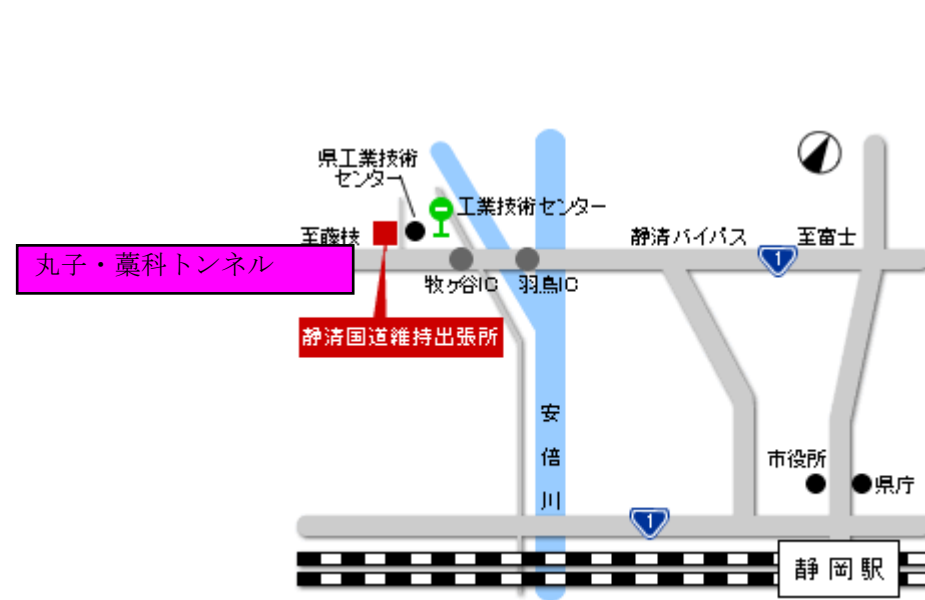 県工業技術
センター
工業技術センター
至藤枝
静清バイパス
至富士
1
丸子・藁科トンネル
牧ヶ谷IC
羽鳥IC
静清国道維持出張所
安倍川
市役所
県庁
1
静岡駅